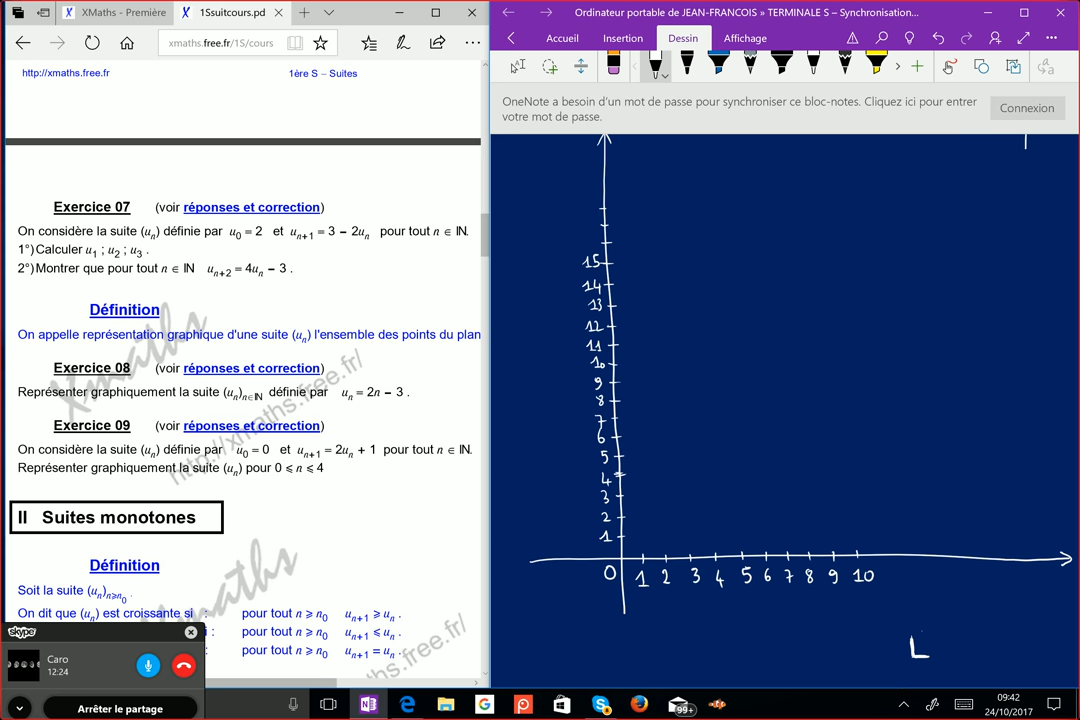 XMaths - Première
1Ssuitcours.pd
xmaths.free.fr/1S/cours
http://xmaths.free.fr
1ère S – Suites
Exercice 07 (voir réponses et correction)
On considère la suite (un) définie par u0 = 2 et un+1 = 3 − 2un pour tout n ∈ IN.
1°) Calculer u1 ; u2 ; u3 .
2°) Montrer que pour tout n ∈ IN un+2 = 4un − 3 .
Définition
On appelle représentation graphique d'une suite (un) l'ensemble des points du plan
Exercice 08 (voir réponses et correction)
Représenter graphiquement la suite (un)n∈IN définie par un = 2n − 3 .
Exercice 09 (voir réponses et correction)
On considère la suite (un) définie par u0 = 0 et un+1 = 2un + 1 pour tout n ∈ IN.
Représenter graphiquement la suite (un) pour 0 ⩽ n ⩽ 4
II Suites monotones
Définition
Soit la suite (un)n⩾n0 .
On dit que (un) est croissante si : pour tout n ⩾ n0 un+1 ⩾ un .
i : pour tout n ⩾ n0 un+1 ⩽ un .
: pour tout n ⩾ n0 un+1 = un .
Xmaths
http://xmaths.free.fr/
skype
Caro
12:24
Arrêter le partage
Ordinateur portable de JEAN-FRANCOIS » TERMINALE S – Synchronisation...
Accueil Insertion Dessin Affichage
OneNote a besoin d'un mot de passe pour synchroniser ce bloc-notes. Cliquez ici pour entrer
votre mot de passe.
Connexion
15
14
13
12
11
10
9
8
7
6
5
4
3
2
1
0 1 2 3 4 5 6 7 8 9 10
L
99+
09:42
24/10/2017